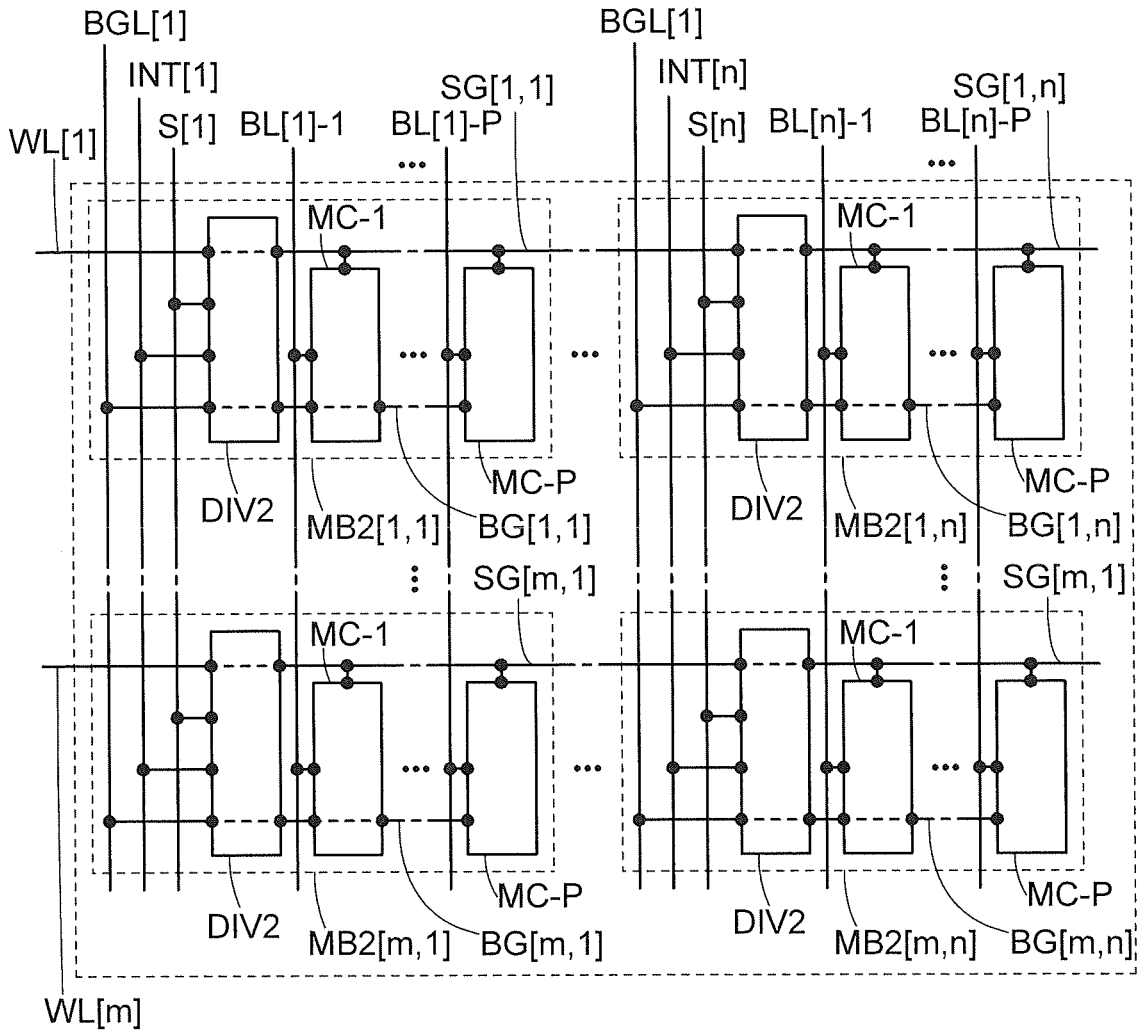 BGL[1] BGL[1]
INT[1] INT[n]
SG[1,1] SG[1,n]
S[1] BL[1]-1 BL[1]-P S[n] BL[n]-1 BL[n]-P
WL[1]
MC-1 MC-1
MC-P MC-P
DIV2 DIV2
MB2[1,1] BG[1,1] MB2[1,n] BG[1,n]
SG[m,1] SG[m,1]
MC-1 MC-1
MC-P MC-P
DIV2 DIV2
MB2[m,1] BG[m,1] MB2[m,n] BG[m,n]
WL[m]